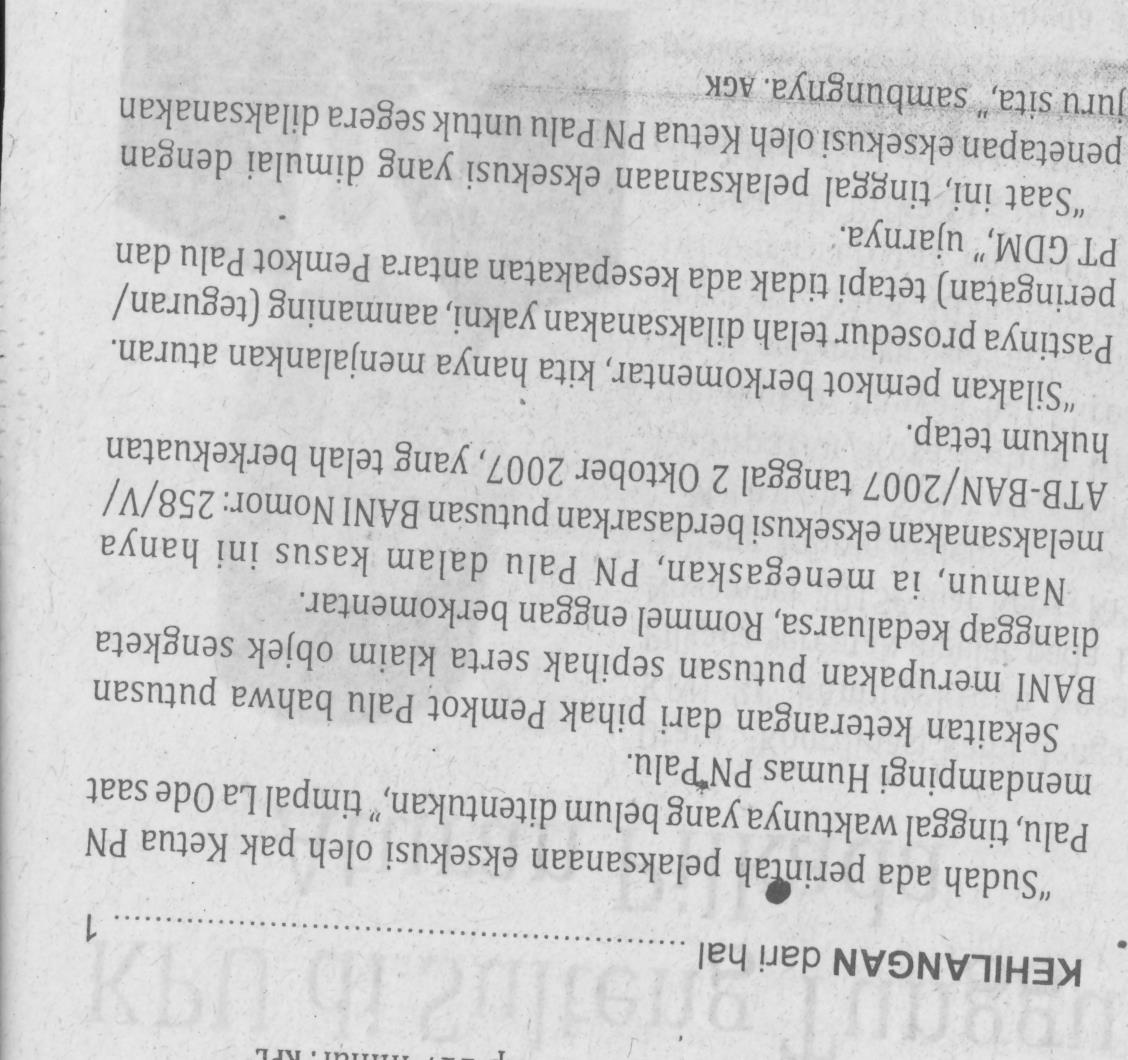 KEHILANGAN dari hal ........................................................ 1
"Sudah ada perintah pelaksanaan eksekusi oleh pak Ketua PN
Palu, tinggal waktunya yang belum ditentukan," timpal La Ode saat
mendampingi Humas PN Palu.
Sekaitan keterangan dari pihak Pemkot Palu bahwa putusan
BANI merupakan putusan sepihak serta klaim objek sengketa
dianggap kedaluarsa, Rommel enggan berkomentar.
Namun, ia menegaskan, PN Palu dalam kasus ini hanya
melaksanakan eksekusi berdasarkan putusan BANI Nomor: 258/V/
ATB-BAN/2007 tanggal 2 Oktober 2007, yang telah berkekuatan
hukum tetap.
"Silakan pemkot berkomentar, kita hanya menjalankan aturan.
Pastinya prosedur telah dilaksanakan yakni, aanmaning (teguran/
peringatan) tetapi tidak ada kesepakatan antara Pemkot Palu dan
PT GDM," ujarnya.
"Saat ini, tinggal pelaksanaan eksekusi yang dimulai dengan
penetapan eksekusi oleh Ketua PN Palu untuk segera dilaksanakan
juru sita," sambungnya. AGK